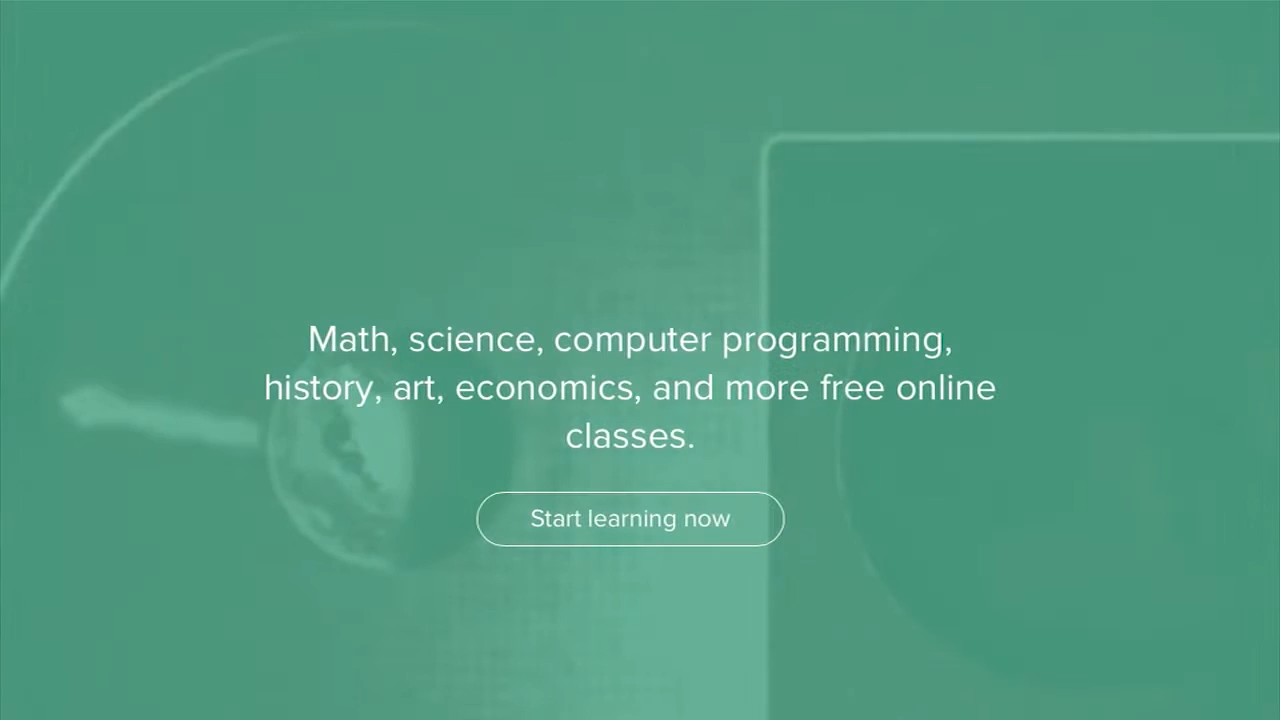 Math, science, computer programming,
history, art, economics, and more free online
classes.
Start learning now